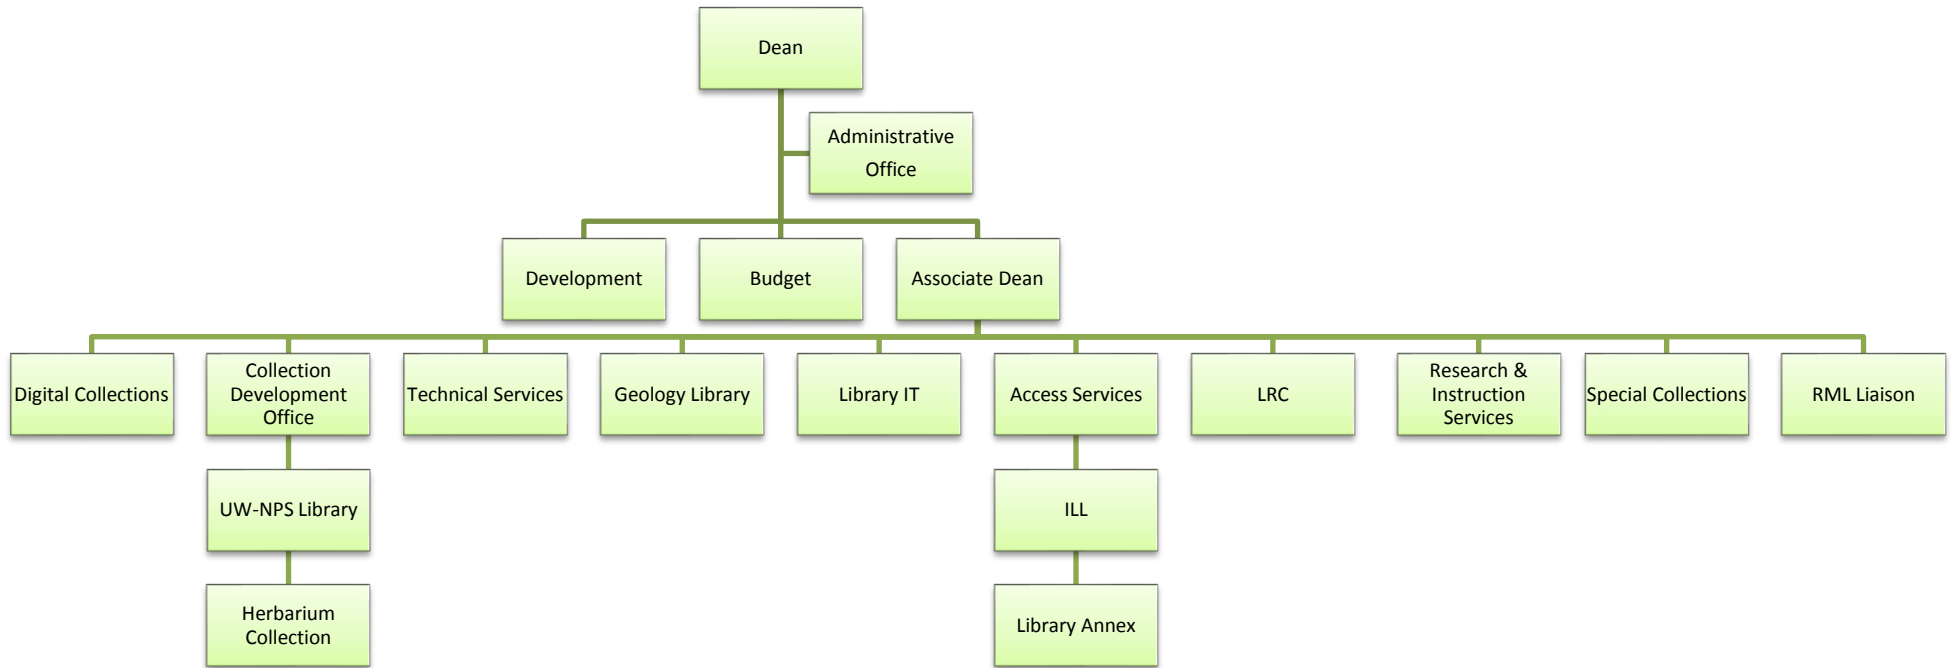 Dean
Administrative
Office
Development
Budget
Associate Dean
Digital Collections
Collection
Development
Office
Technical Services
Geology Library
Library IT
Access Services
LRC
Research &
Instruction
Services
Special Collections
RML Liaison
UW-NPS Library
ILL
Herbarium
Collection
Library Annex